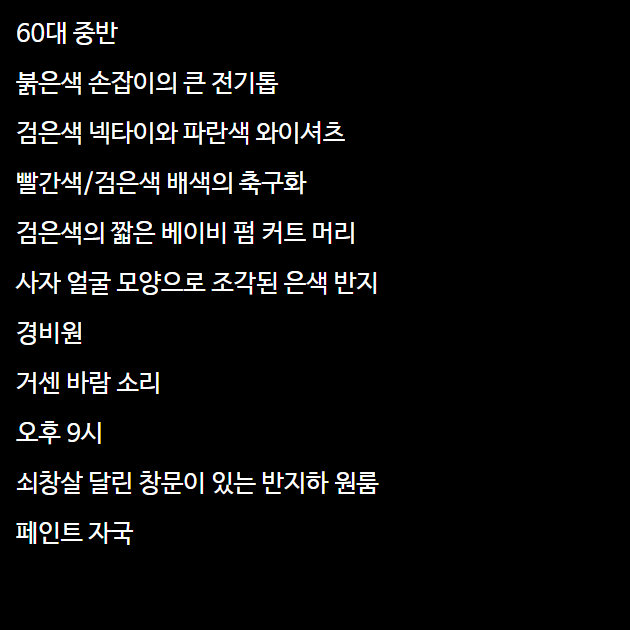 60대 중반
붉은색 손잡이의 큰 전기톱
검은색 넥타이와 파란색 와이셔츠
빨간색/검은색 배색의 축구화
검은색의 짧은 베이비 펌 커트 머리
사자 얼굴 모양으로 조각된 은색 반지
경비원
거센 바람 소리
오후 9시
쇠창살 달린 창문이 있는 반지하 원룸
페인트 자국